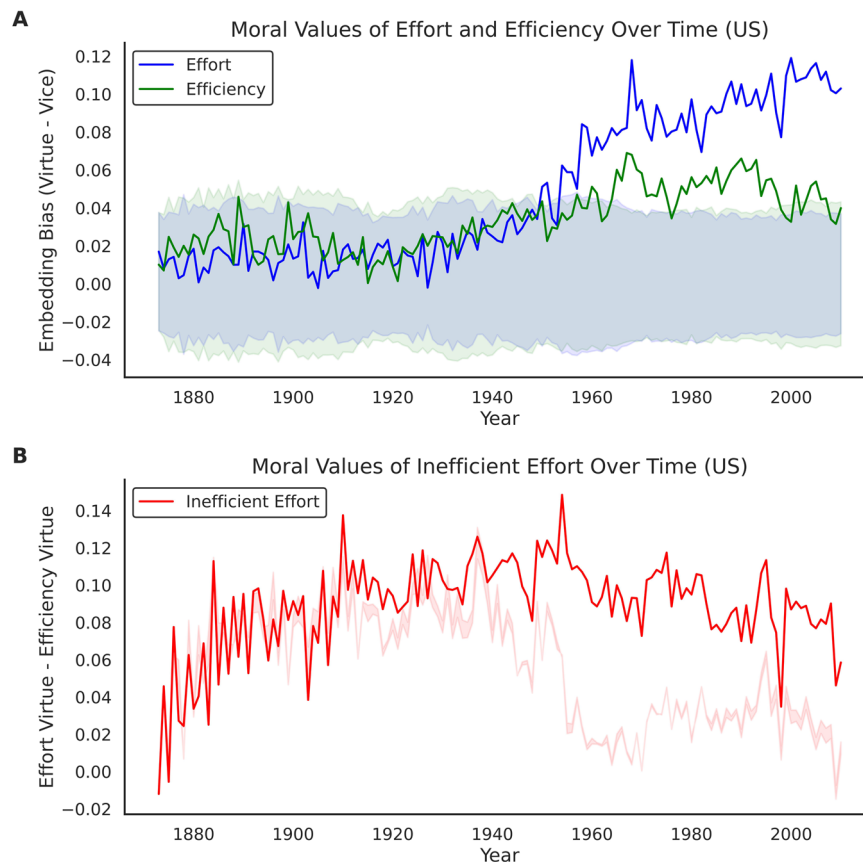 A
Moral Values of Effort and Efficiency Over Time (US)
Embedding Bias (Virtue - Vice)
0.12
0.10
0.08
0.06
0.04
0.02
0.00
−0.02
−0.04
Effort
Efficiency
1880 1900 1920 1940 1960 1980 2000
Year
B
Moral Values of Inefficient Effort Over Time (US)
Effort Virtue - Efficiency Virtue
0.14
0.12
0.10
0.08
0.06
0.04
0.02
0.00
−0.02
Inefficient Effort
1880 1900 1920 1940 1960 1980 2000
Year